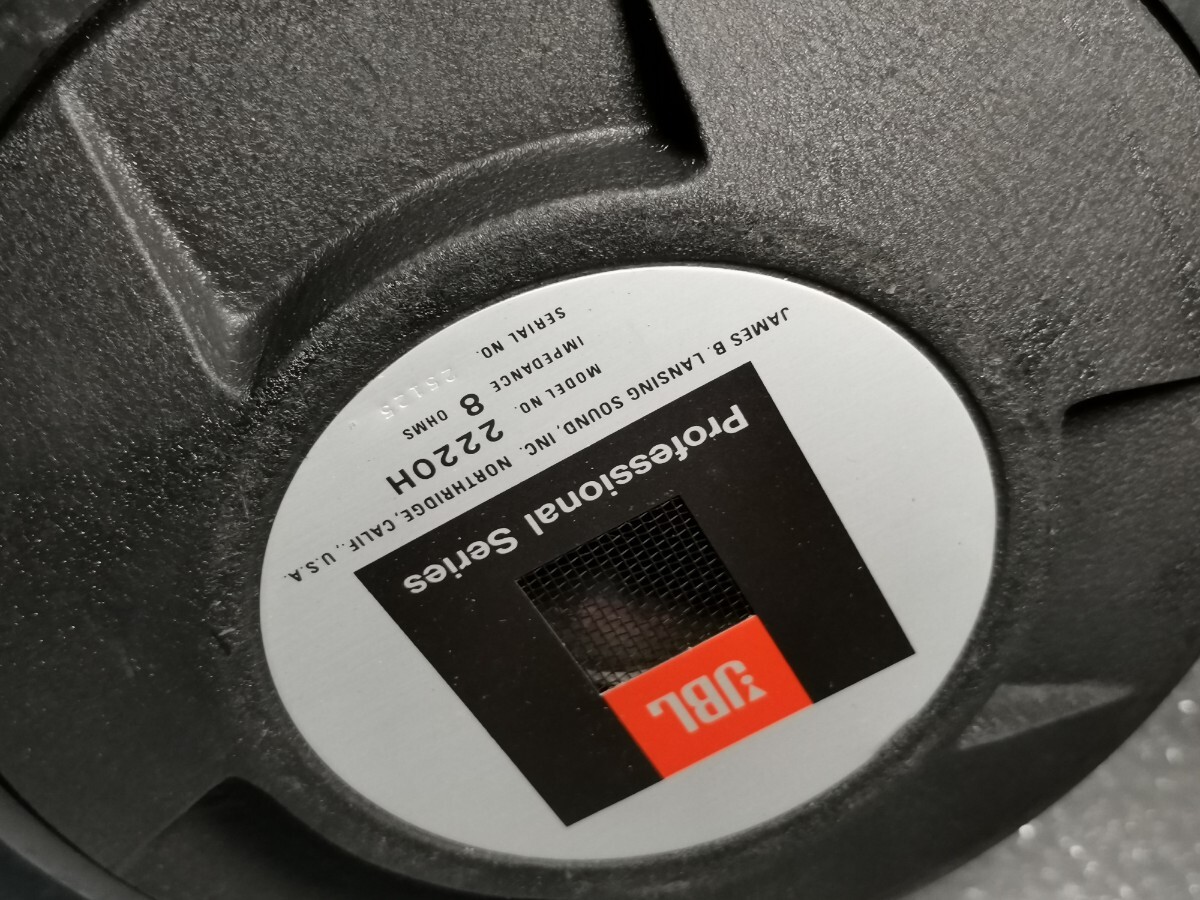 JBL
Professional Series
JAMES B. LANSING SOUND, INC. NORTHRIDGE, CALIF., U.S.A.
MODEL NO. 2220H
IMPEDANCE 8 OHMS
SERIAL NO.